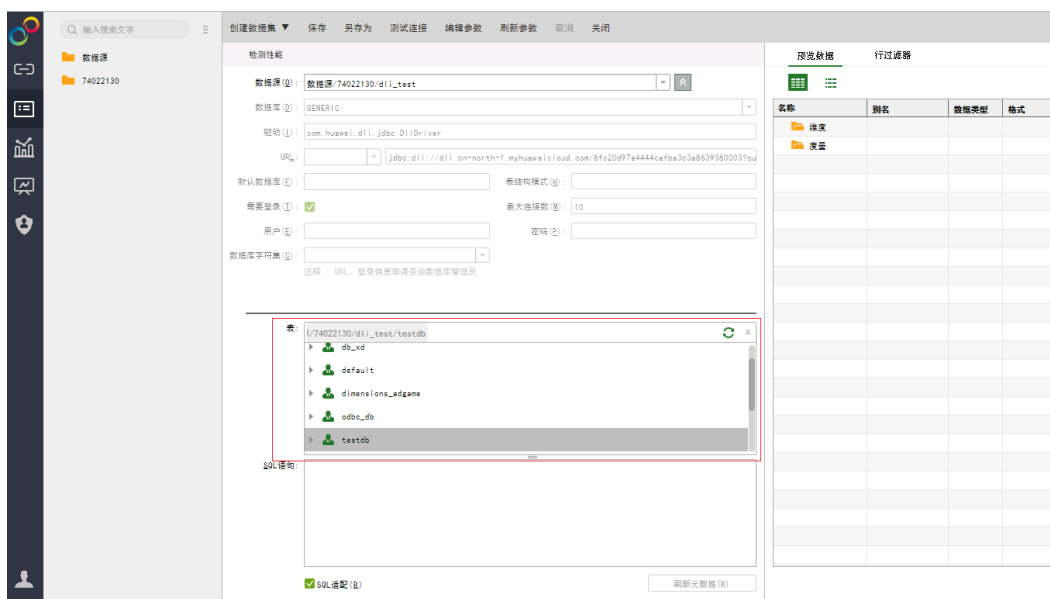 输入搜索文字
数据源
74022130
创建数据集 ▼ 保存 另存为 测试连接 编辑参数 刷新参数 取消 关闭
检测性能
数据源(O): 数据源/74022130/dli_test
数据库(D): GENERIC
驱动(I): com.huawei.dli.jdbc.DliDriver
URL: jdbc:dli://dli.cn-north-1.myhuaweicloud.com/8fc20d97a4444cafba3c3a8639380003?qu
默认数据库(F): 表结构模式(H):
需要登录(T): 最大连接数(M): 10
用户(E): 密码(P):
数据库字符集(C):
注释 : URL、登录信息等请咨询数据库管理员
表: /74022130/dli_test/testdb x
db_xd
default
dimensions_adgame
odbc_db
testdb
SQL语句:
SQL适配(R) 刷新元数据(B)
预览数据 行过滤器
名称 别名 数据类型 格式
维度
度量